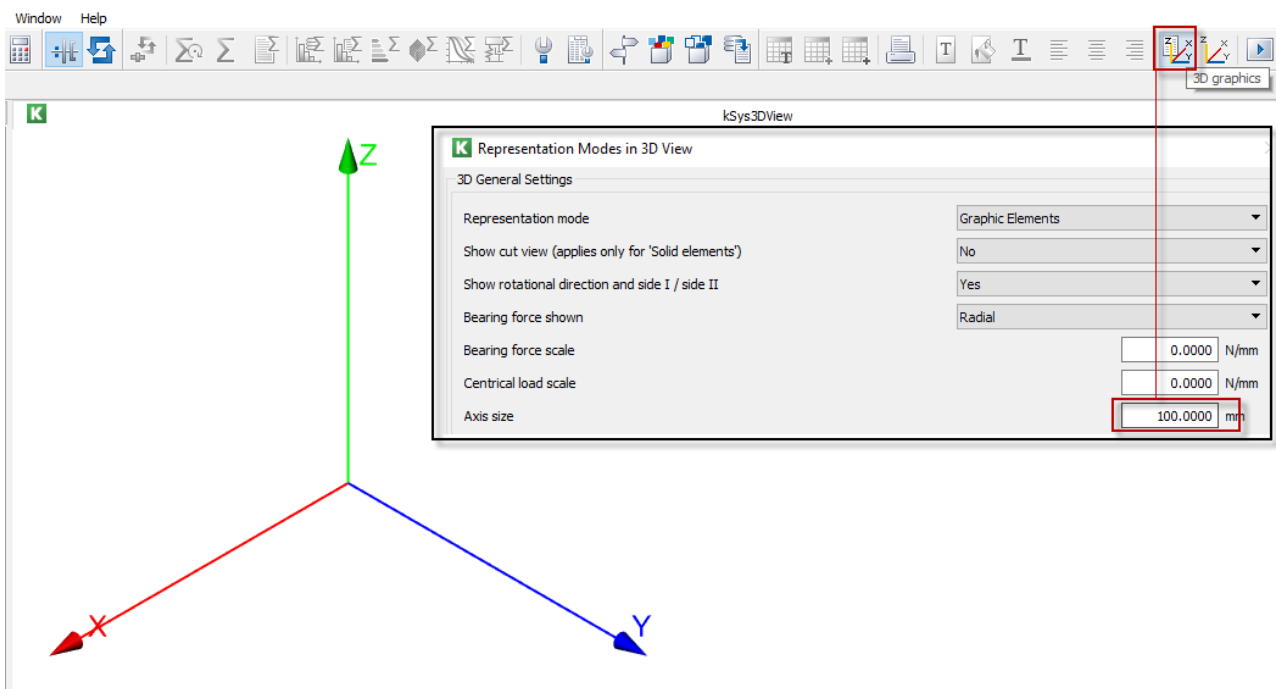 Window Help
T
T
Z X Y
Z X Y
3D graphics
K
kSys3DView
K Representation Modes in 3D View
3D General Settings
Representation mode Graphic Elements
Show cut view (applies only for 'Solid elements') No
Show rotational direction and side I / side II Yes
Bearing force shown Radial
Bearing force scale 0.0000 N/mm
Centrical load scale 0.0000 N/mm
Axis size 100.0000 mm
Z
X
Y